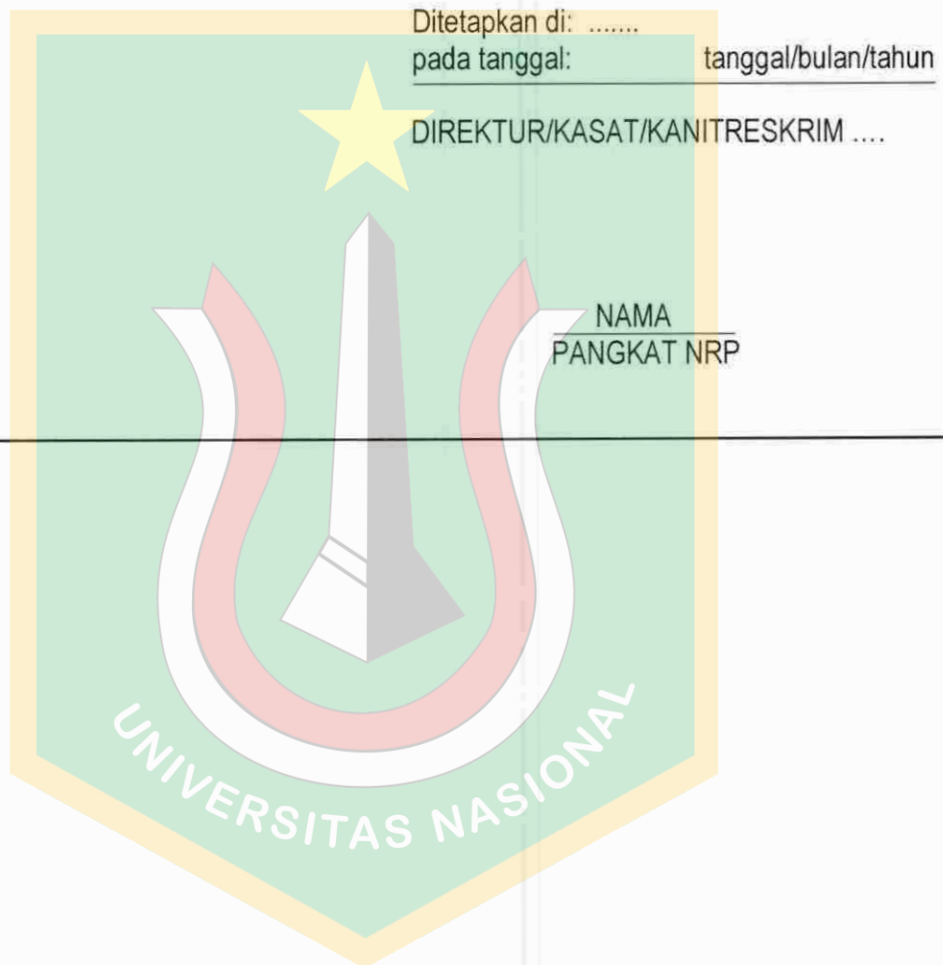 Ditetapkan di: .......
pada tanggal: tanggal/bulan/tahun
DIREKTUR/KASAT/KANITRESKRIM ....
NAMA
PANGKAT NRP
UNIVERSITAS NASIONAL